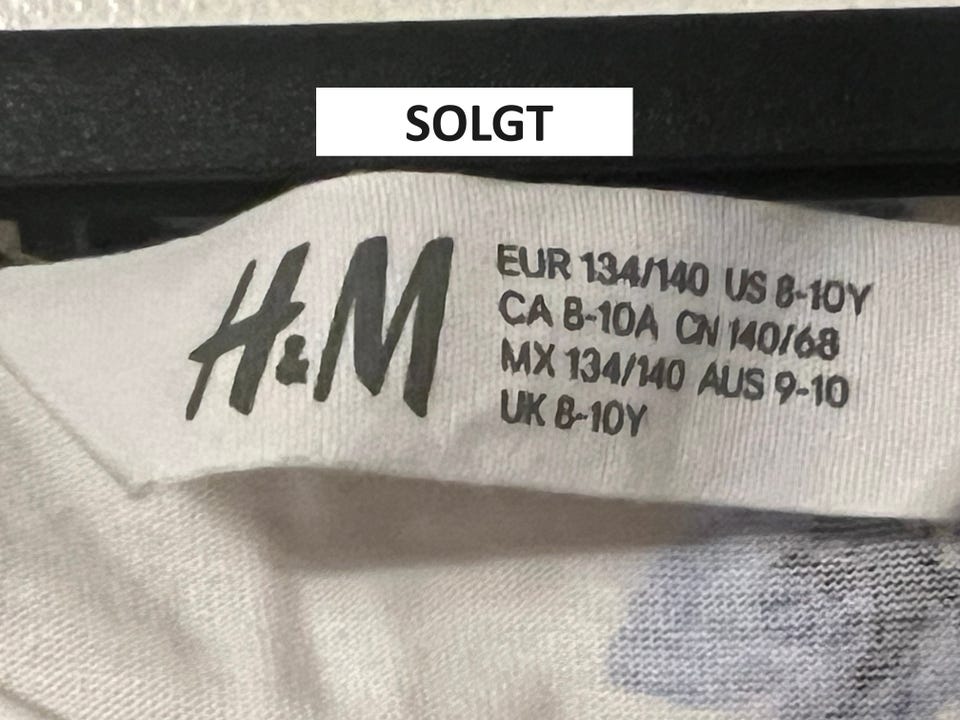 SOLGT
H&M
EUR 134/140 US 8-10Y
CA 8-10A CN 140/68
MX 134/140 AUS 9-10
UK 8-10Y